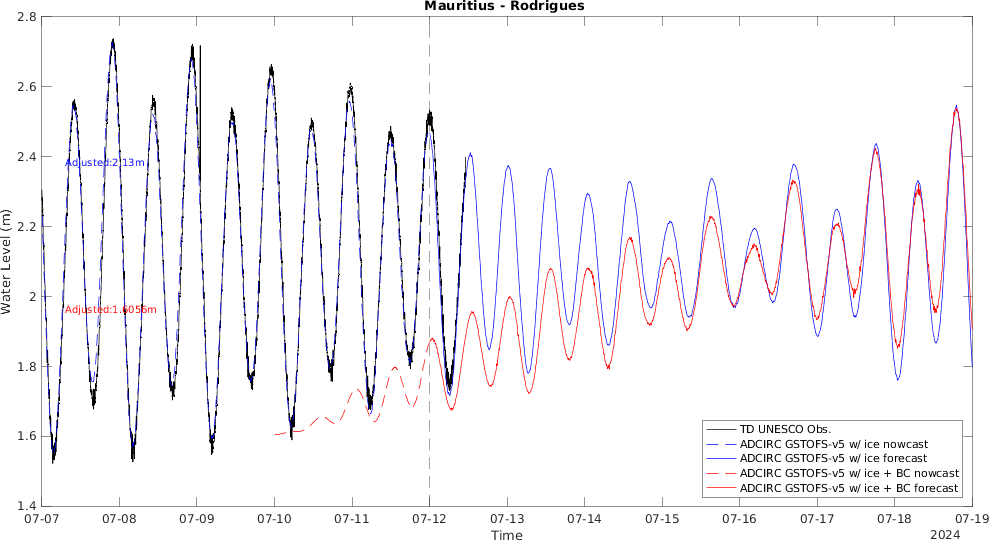 Mauritius - Rodrigues
2.8
2.6
2.4
2.2
2
1.8
1.6
1.4
Water Level (m)
Adjusted:2.13m
Adjusted:1.6056m
TD UNESCO Obs.
ADCIRC GSTOFS-v5 w/ ice nowcast
ADCIRC GSTOFS-v5 w/ ice forecast
ADCIRC GSTOFS-v5 w/ ice + BC nowcast
ADCIRC GSTOFS-v5 w/ ice + BC forecast
07-07 07-08 07-09 07-10 07-11 07-12 07-13 07-14 07-15 07-16 07-17 07-18 07-19
Time
2024